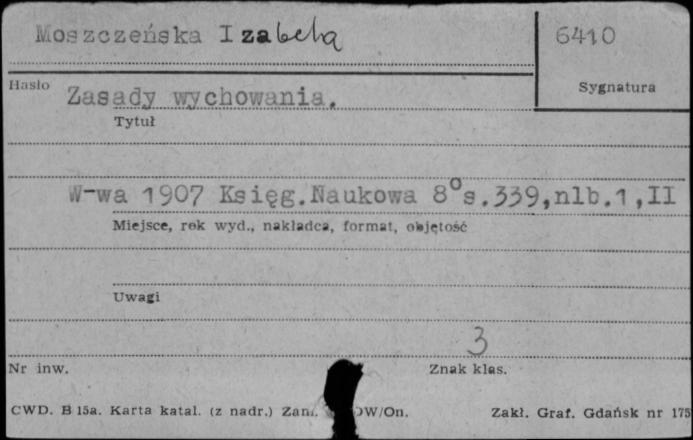 Moszczeńska Izabela
6410
Hasło
Sygnatura
Zasady wychowania.
Tytuł
W-wa 1907 Księg.Naukowa 8°s.339,nlb.1,II
Miejsce, rok wyd., nakładca, format, objętość
Uwagi
3
Nr inw.
Znak klas.
CWD. B 15a. Karta katal. (z nadr.) Zam. OW/On.
Zakł. Graf. Gdańsk nr 175